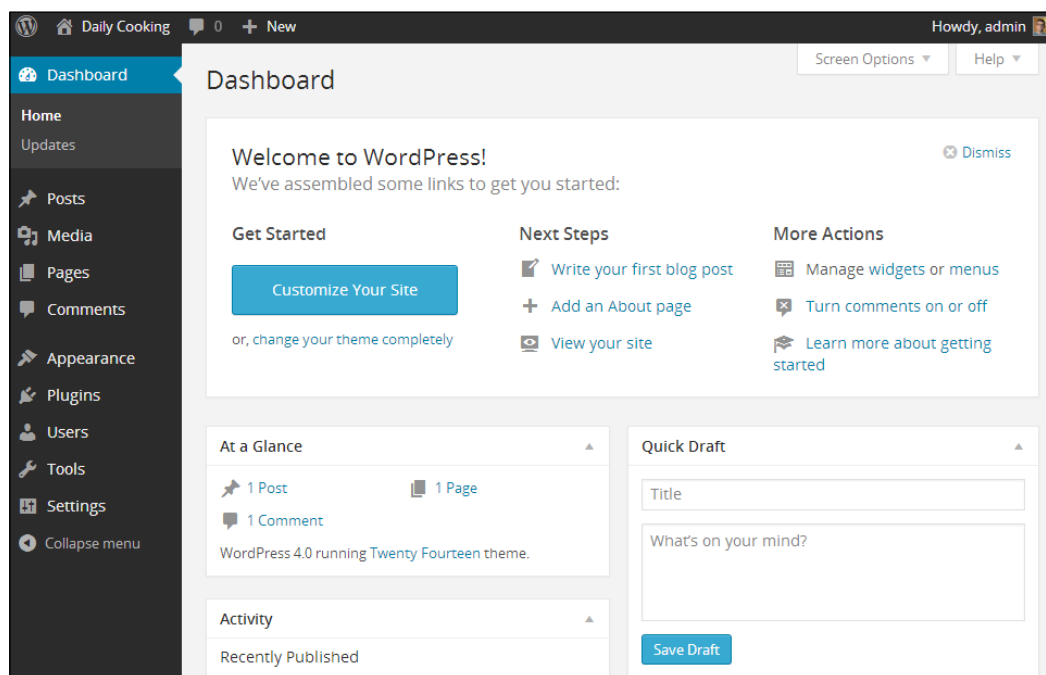 Daily Cooking 0 + New Howdy, admin
Screen Options Help
Dashboard
Home
Updates
Posts
Media
Pages
Comments
Appearance
Plugins
Users
Tools
Settings
Collapse menu
Dashboard
Welcome to WordPress!
Dismiss
We've assembled some links to get you started:
Get Started
Customize Your Site
or, change your theme completely
Next Steps
Write your first blog post
Add an About page
View your site
More Actions
Manage widgets or menus
Turn comments on or off
Learn more about getting
started
At a Glance
1 Post 1 Page
1 Comment
WordPress 4.0 running Twenty Fourteen theme.
Activity
Recently Published
Quick Draft
Title
What's on your mind?
Save Draft